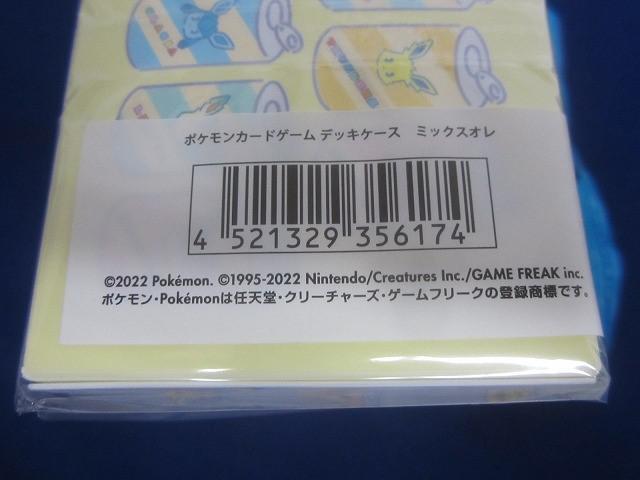 GLACIA
ポケモンカードゲーム デッキケース　ミックスオレ
4 521329 356174
©2022 Pokémon. ©1995-2022 Nintendo/Creatures Inc./GAME FREAK inc.
ポケモン・Pokémonは任天堂・クリーチャーズ・ゲームフリークの登録商標です。